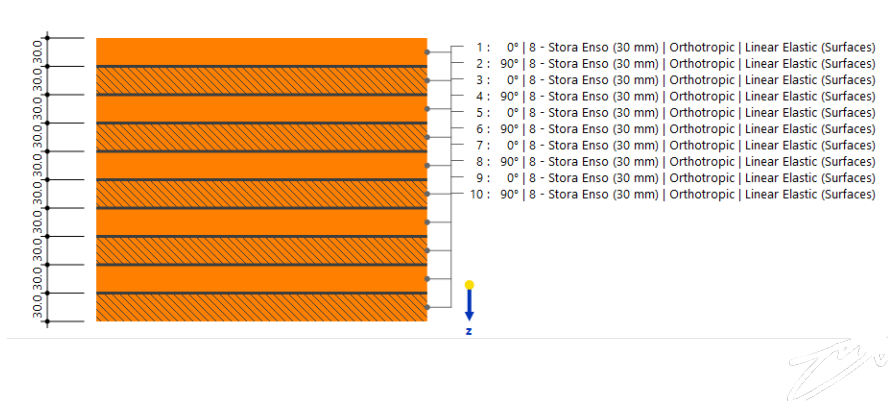 1 : 0° | 8 - Stora Enso (30 mm) | Orthotropic | Linear Elastic (Surfaces)
2 : 90° | 8 - Stora Enso (30 mm) | Orthotropic | Linear Elastic (Surfaces)
3 : 0° | 8 - Stora Enso (30 mm) | Orthotropic | Linear Elastic (Surfaces)
4 : 90° | 8 - Stora Enso (30 mm) | Orthotropic | Linear Elastic (Surfaces)
5 : 0° | 8 - Stora Enso (30 mm) | Orthotropic | Linear Elastic (Surfaces)
6 : 90° | 8 - Stora Enso (30 mm) | Orthotropic | Linear Elastic (Surfaces)
7 : 0° | 8 - Stora Enso (30 mm) | Orthotropic | Linear Elastic (Surfaces)
8 : 90° | 8 - Stora Enso (30 mm) | Orthotropic | Linear Elastic (Surfaces)
9 : 0° | 8 - Stora Enso (30 mm) | Orthotropic | Linear Elastic (Surfaces)
10 : 90° | 8 - Stora Enso (30 mm) | Orthotropic | Linear Elastic (Surfaces)
30.0
30.0
30.0
30.0
30.0
30.0
30.0
30.0
30.0
30.0
z